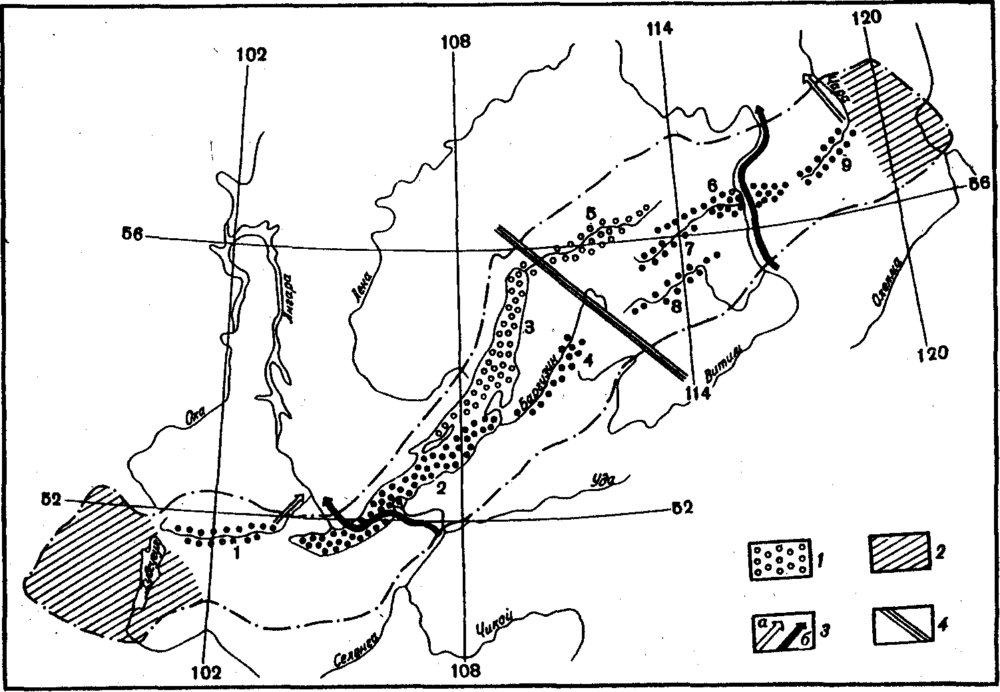 120
114
108
102
Чара
9
6
56
5
56
7
Ангара
Лена
8
Олекма
3
4
120
Баргузин
Витим
114
Ока
2
Уда
52
52
1
1
2
Чикой
а
б
3
4
Селенга
102
108